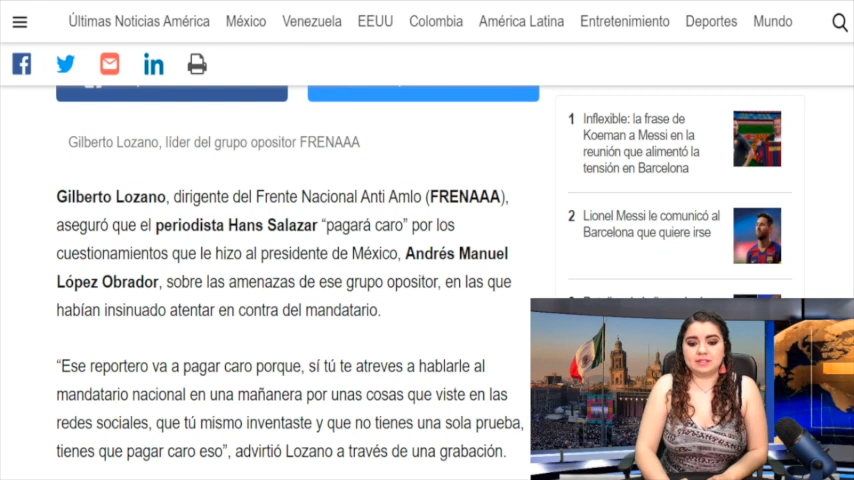 Últimas Noticias América México Venezuela EEUU Colombia América Latina Entretenimiento Deportes Mundo
Gilberto Lozano, líder del grupo opositor FRENAAA
Gilberto Lozano, dirigente del Frente Nacional Anti Amlo (FRENAAA),
aseguró que el periodista Hans Salazar “pagará caro” por los
cuestionamientos que le hizo al presidente de México, Andrés Manuel
López Obrador, sobre las amenazas de ese grupo opositor, en las que
habían insinuado atentar en contra del mandatario.
“Ese reportero va a pagar caro porque, sí tú te atreves a hablarle al
mandatario nacional en una mañanera por unas cosas que viste en las
redes sociales, que tú mismo inventaste y que no tienes una sola prueba,
tienes que pagar caro eso”, advirtió Lozano a través de una grabación.
1 Inflexible: la frase de
Koeman a Messi en la
reunión que alimentó la
tensión en Barcelona
2 Lionel Messi le comunicó al
Barcelona que quiere irse